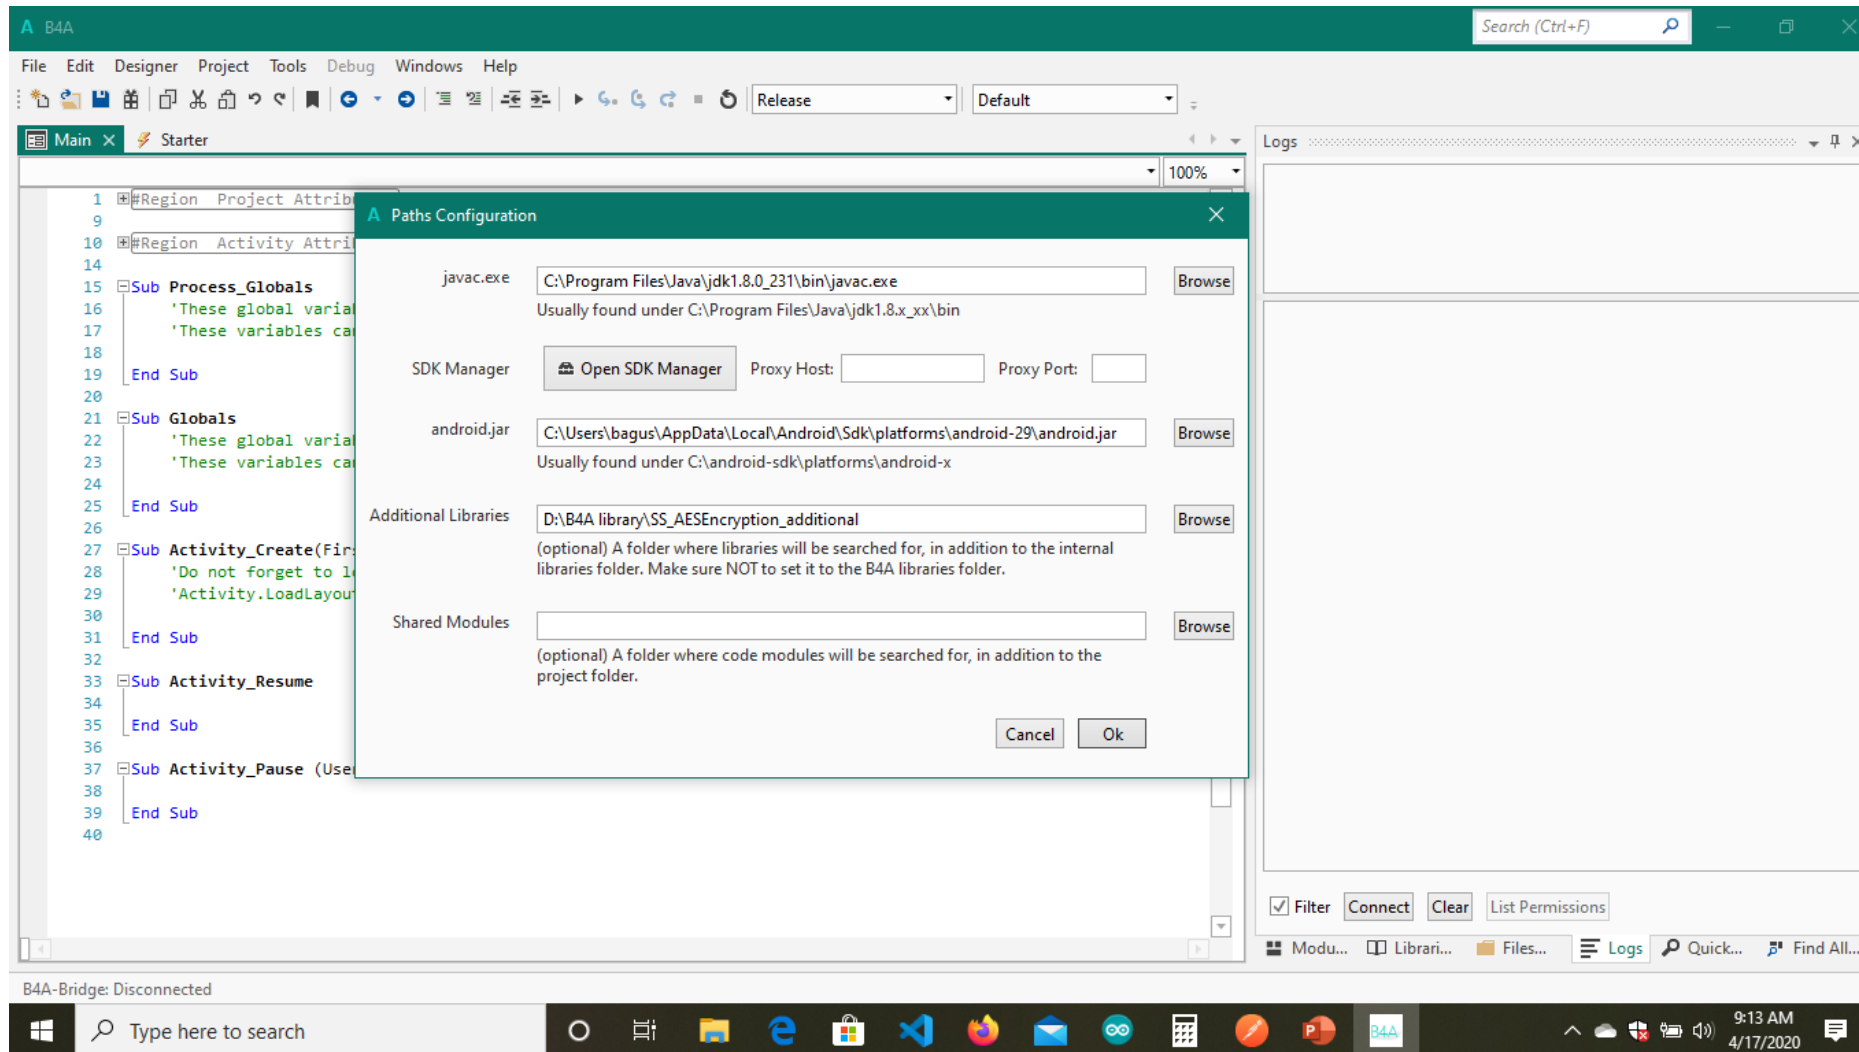 A B4A
Search (Ctrl+F)
File Edit Designer Project Tools Debug Windows Help
Release
Default
Main
Starter
Logs
100%
1 #Region Project Attrib
9
10 #Region Activity Attri
14
15 Sub Process_Globals
16 'These global varia
17 'These variables ca
18
19 End Sub
20
21 Sub Globals
22 'These global varia
23 'These variables ca
24
25 End Sub
26
27 Sub Activity_Create(Fir
28 'Do not forget to l
29 'Activity.LoadLayou
30
31 End Sub
32
33 Sub Activity_Resume
34
35 End Sub
36
37 Sub Activity_Pause (Use
38
39 End Sub
40
A Paths Configuration
javac.exe C:\Program Files\Java\jdk1.8.0_231\bin\javac.exe Browse
Usually found under C:\Program Files\Java\jdk1.8.x_xx\bin
SDK Manager Open SDK Manager Proxy Host: Proxy Port:
android.jar C:\Users\bagus\AppData\Local\Android\Sdk\platforms\android-29\android.jar Browse
Usually found under C:\android-sdk\platforms\android-x
Additional Libraries D:\B4A library\SS_AESEncryption_additional Browse
(optional) A folder where libraries will be searched for, in addition to the internal
libraries folder. Make sure NOT to set it to the B4A libraries folder.
Shared Modules Browse
(optional) A folder where code modules will be searched for, in addition to the
project folder.
Cancel Ok
Filter Connect Clear List Permissions
Modu... Librari... Files... Logs Quick... Find All...
B4A-Bridge: Disconnected
Type here to search
B4A
9:13 AM
4/17/2020